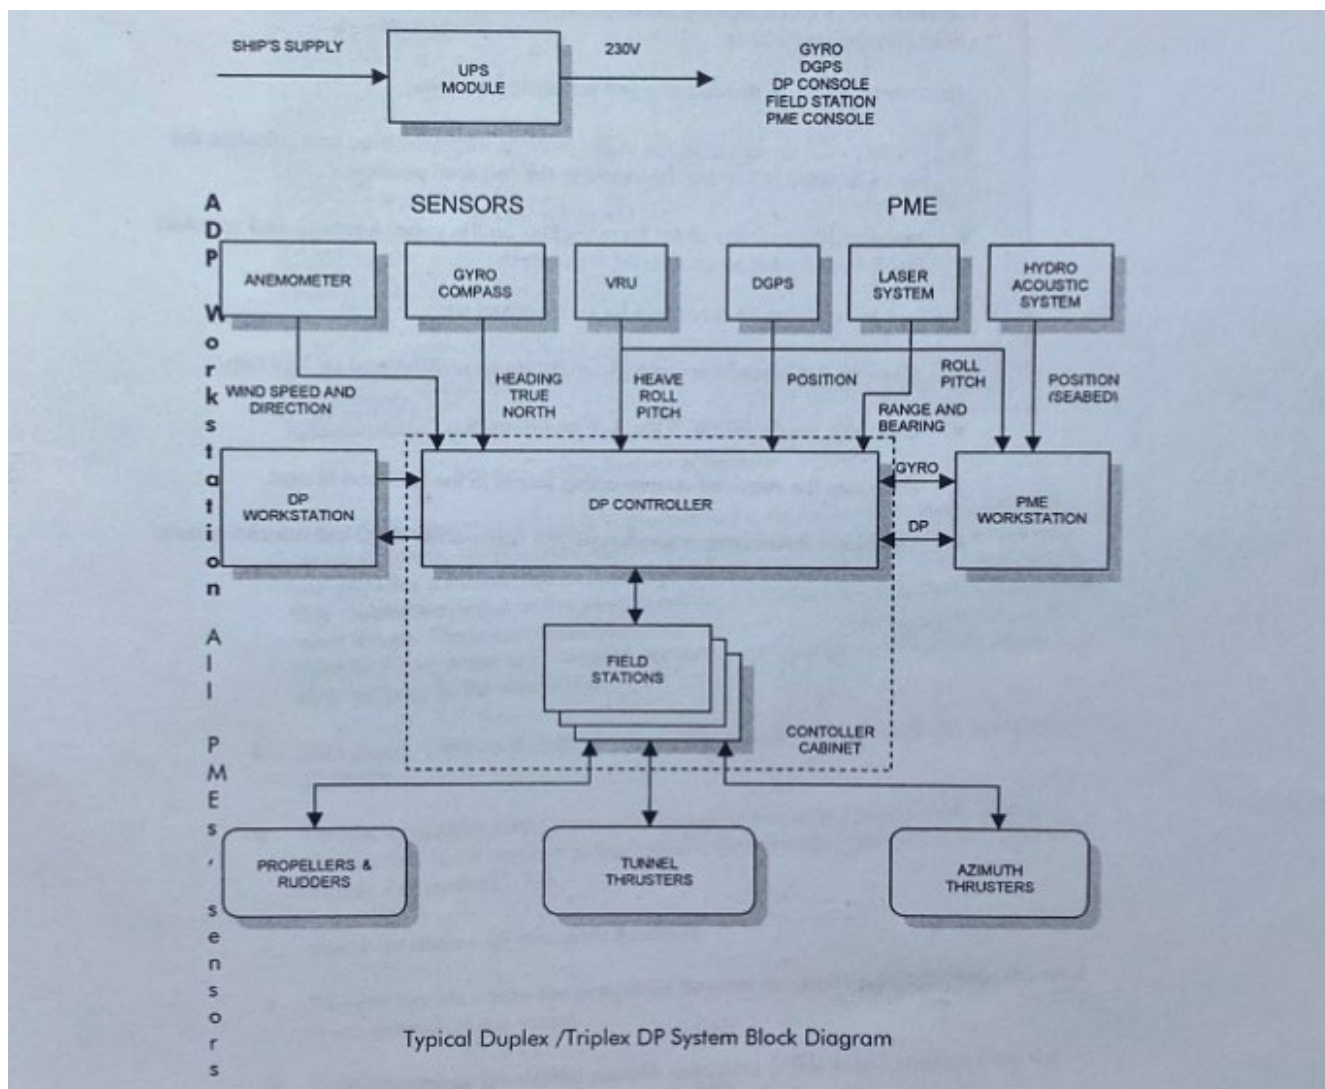 SHIP'S SUPPLY
UPS
MODULE
230V
GYRO
DGPS
DP CONSOLE
FIELD STATION
PME CONSOLE
ADP Workstation All PMEs, sensors
SENSORS
PME
ANEMOMETER
GYRO
COMPASS
VRU
DGPS
LASER
SYSTEM
HYDRO
ACOUSTIC
SYSTEM
WIND SPEED AND
DIRECTION
HEADING
TRUE
NORTH
HEAVE
ROLL
PITCH
POSITION
RANGE AND
BEARING
ROLL
PITCH
POSITION
(SEABED)
DP
WORKSTATION
DP CONTROLLER
GYRO
DP
PME
WORKSTATION
FIELD
STATIONS
CONTOLLER
CABINET
PROPELLERS &
RUDDERS
TUNNEL
THRUSTERS
AZIMUTH
THRUSTERS
Typical Duplex /Triplex DP System Block Diagram